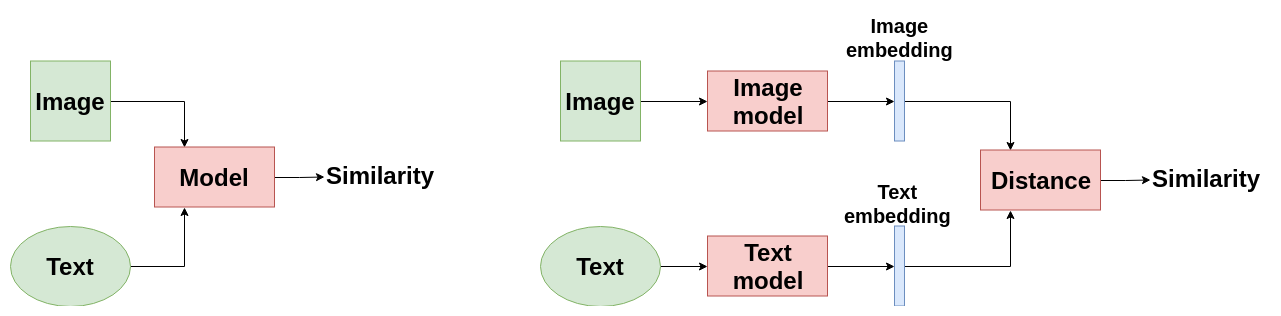 Image
Model
Similarity
Text
Image
embedding
Image
Image
model
Distance
Similarity
Text
embedding
Text
Text
model